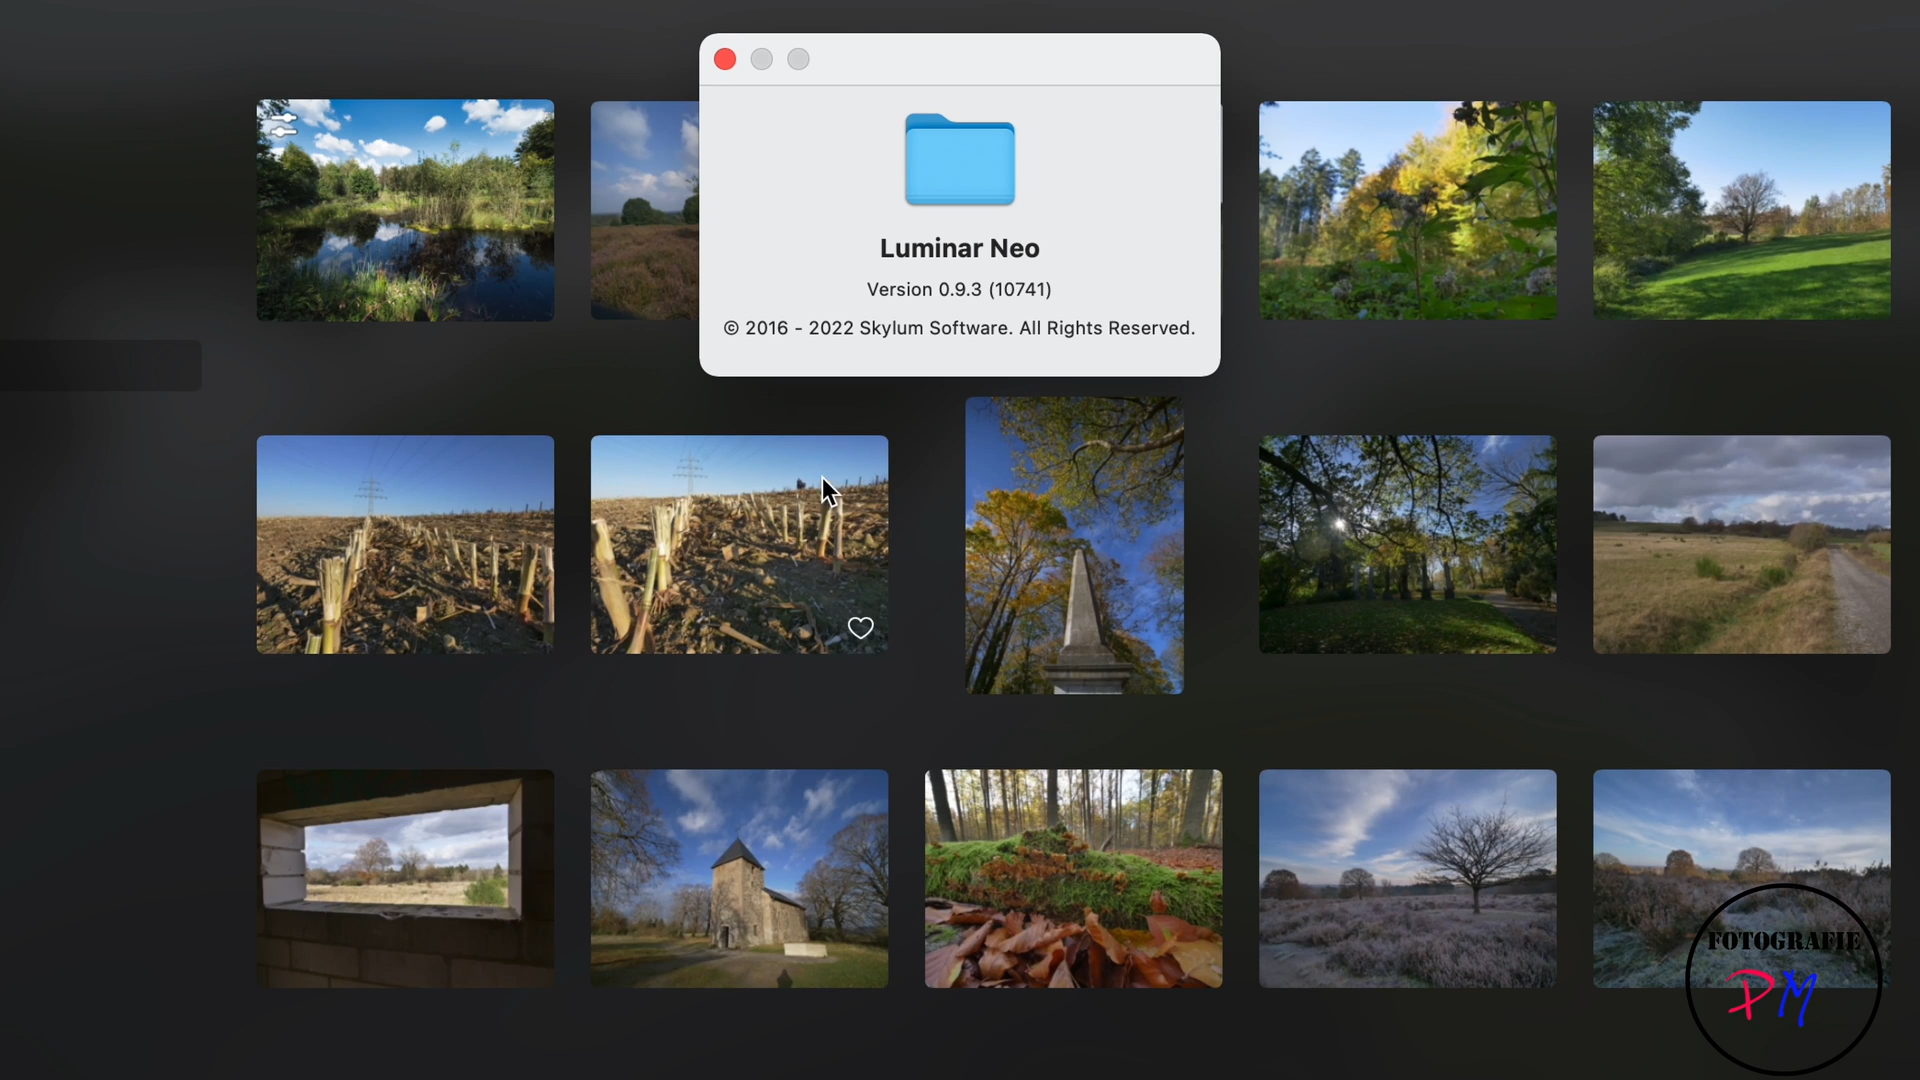 Luminar Neo
Version 0.9.3 (10741)
© 2016 - 2022 Skylum Software. All Rights Reserved.
FOTOGRAFIE
PM